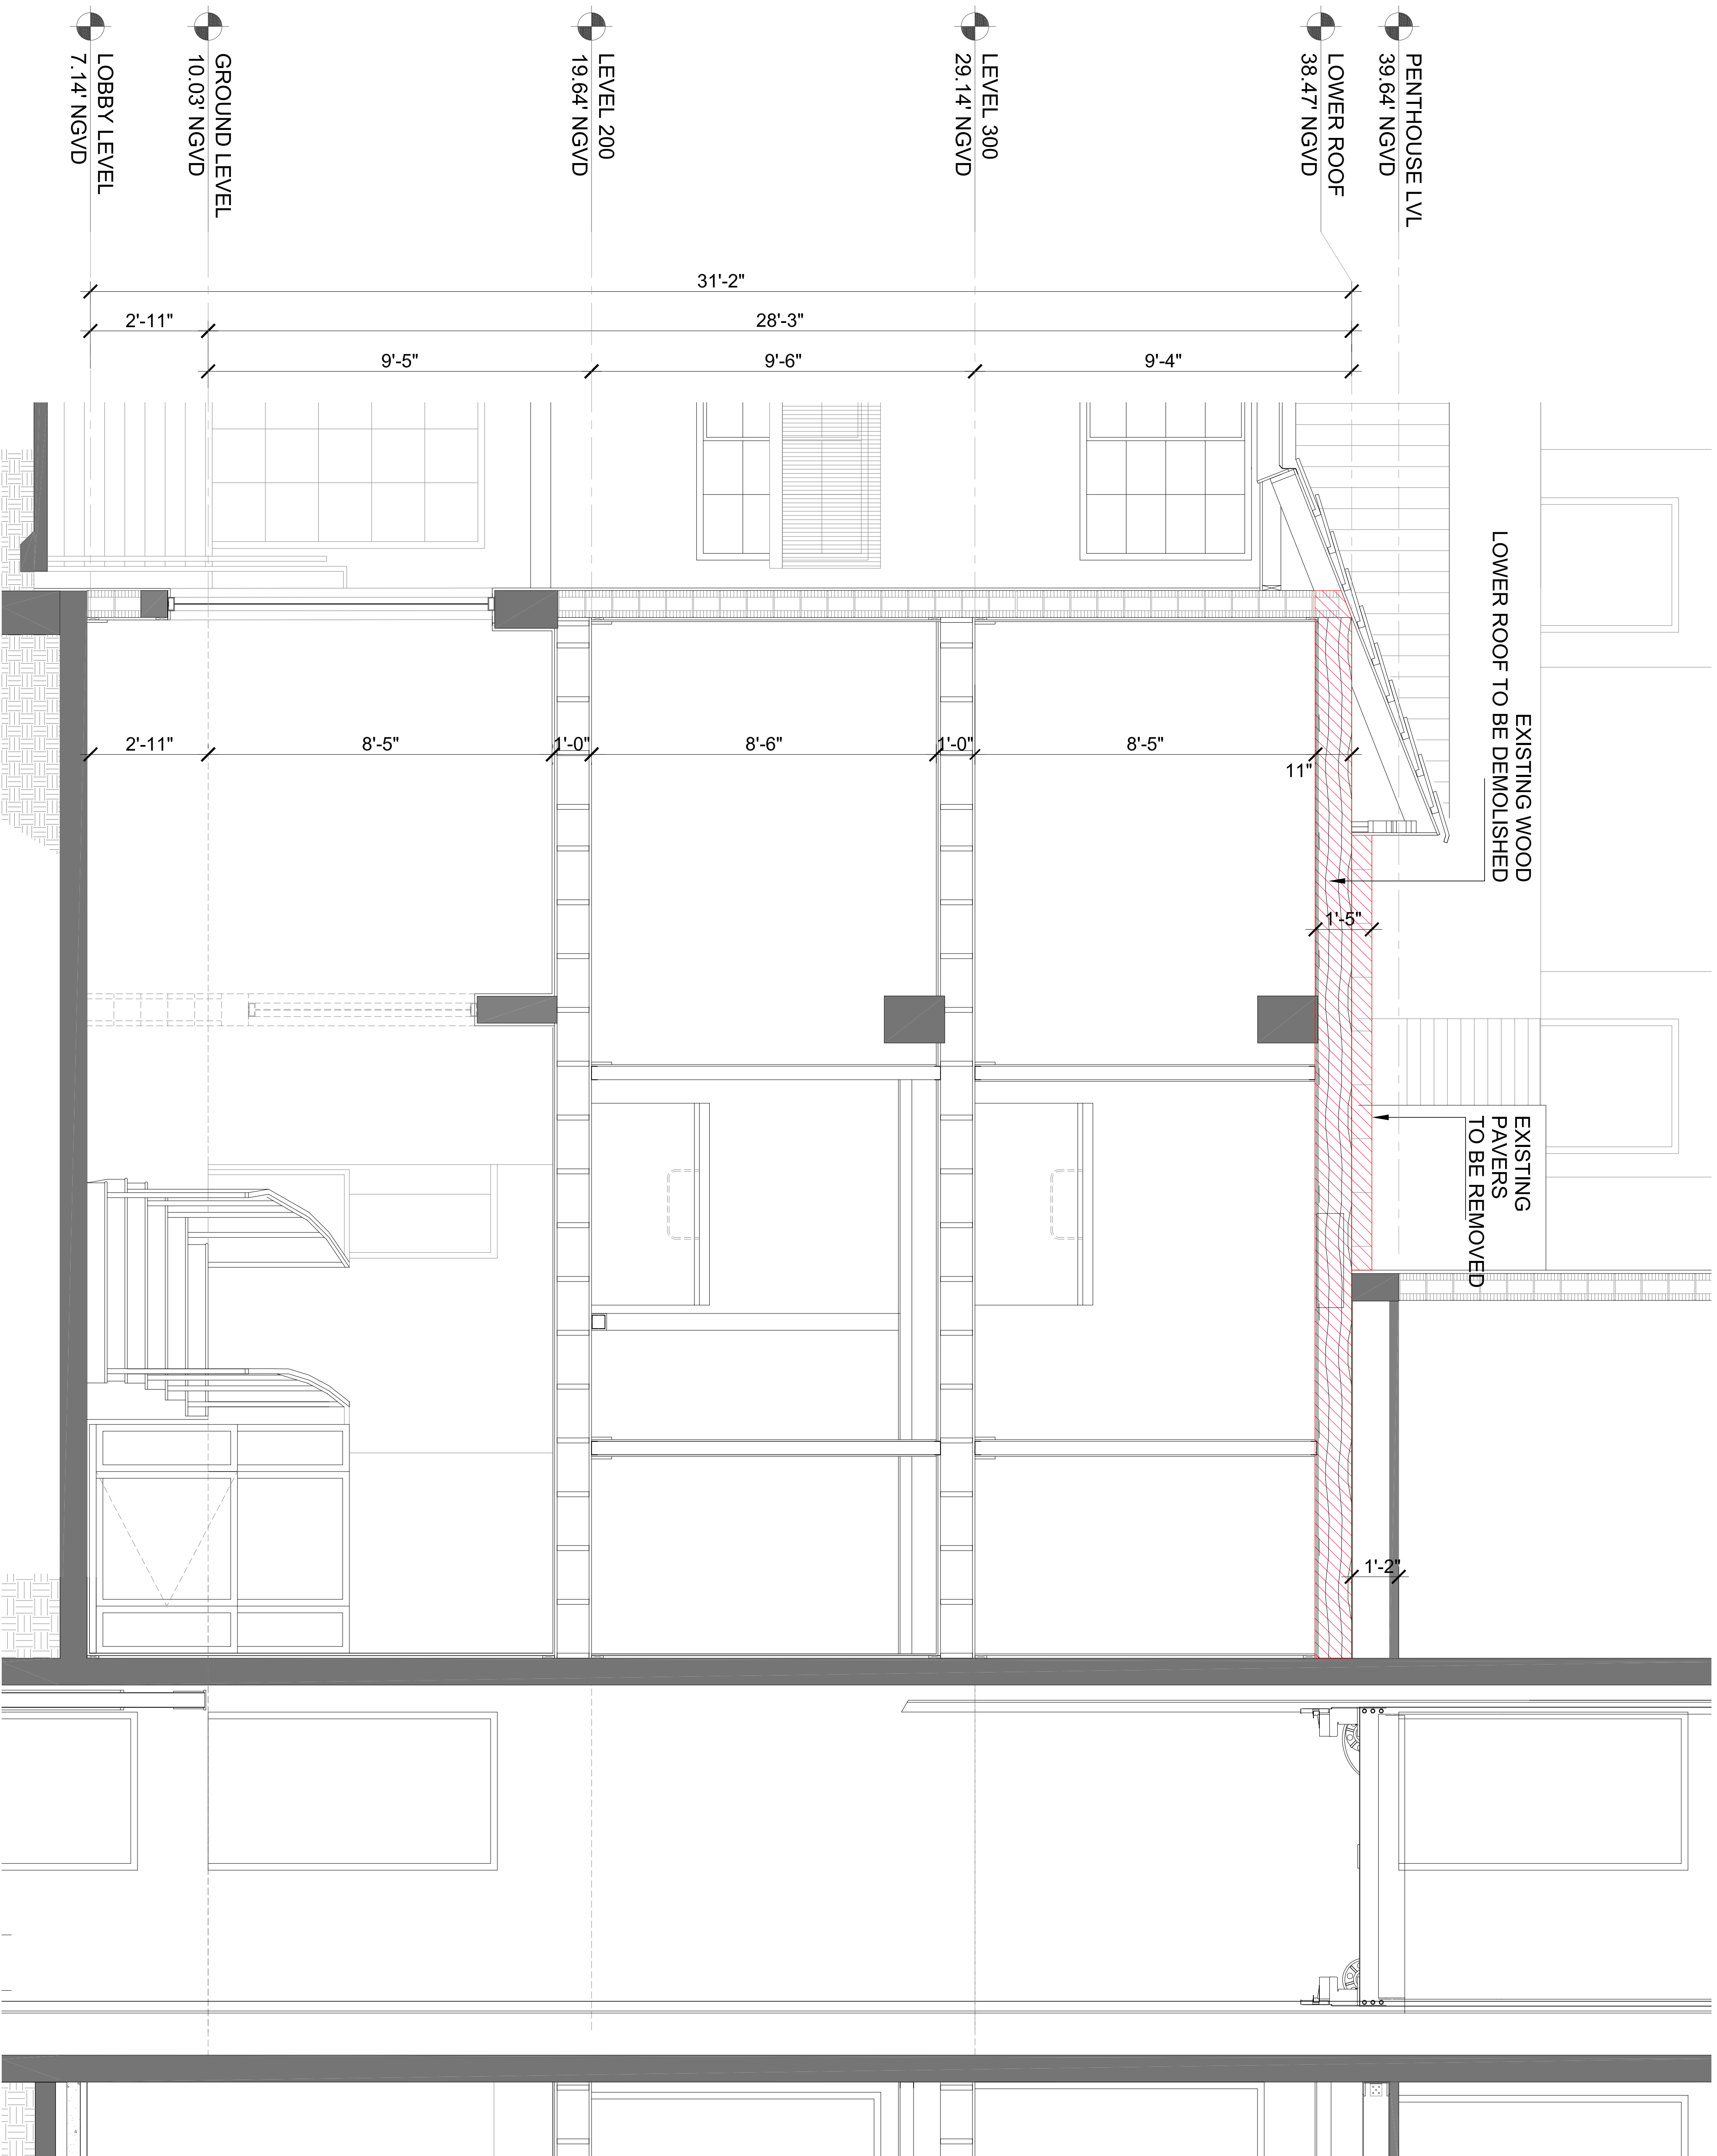 PENTHOUSE LVL
39.64' NGVD
LOWER ROOF
38.47' NGVD
LEVEL 300
29.14' NGVD
LEVEL 200
19.64' NGVD
GROUND LEVEL
10.03' NGVD
LOBBY LEVEL
7.14' NGVD
31'-2"
2'-11"
28'-3"
9'-5"
9'-6"
9'-4"
EXISTING WOOD
LOWER ROOF TO BE DEMOLISHED
2'-11"
8'-5"
1'-0"
8'-6"
1'-0"
8'-5"
11"
1'-5"
EXISTING
PAVERS
TO BE REMOVED
1'-2"